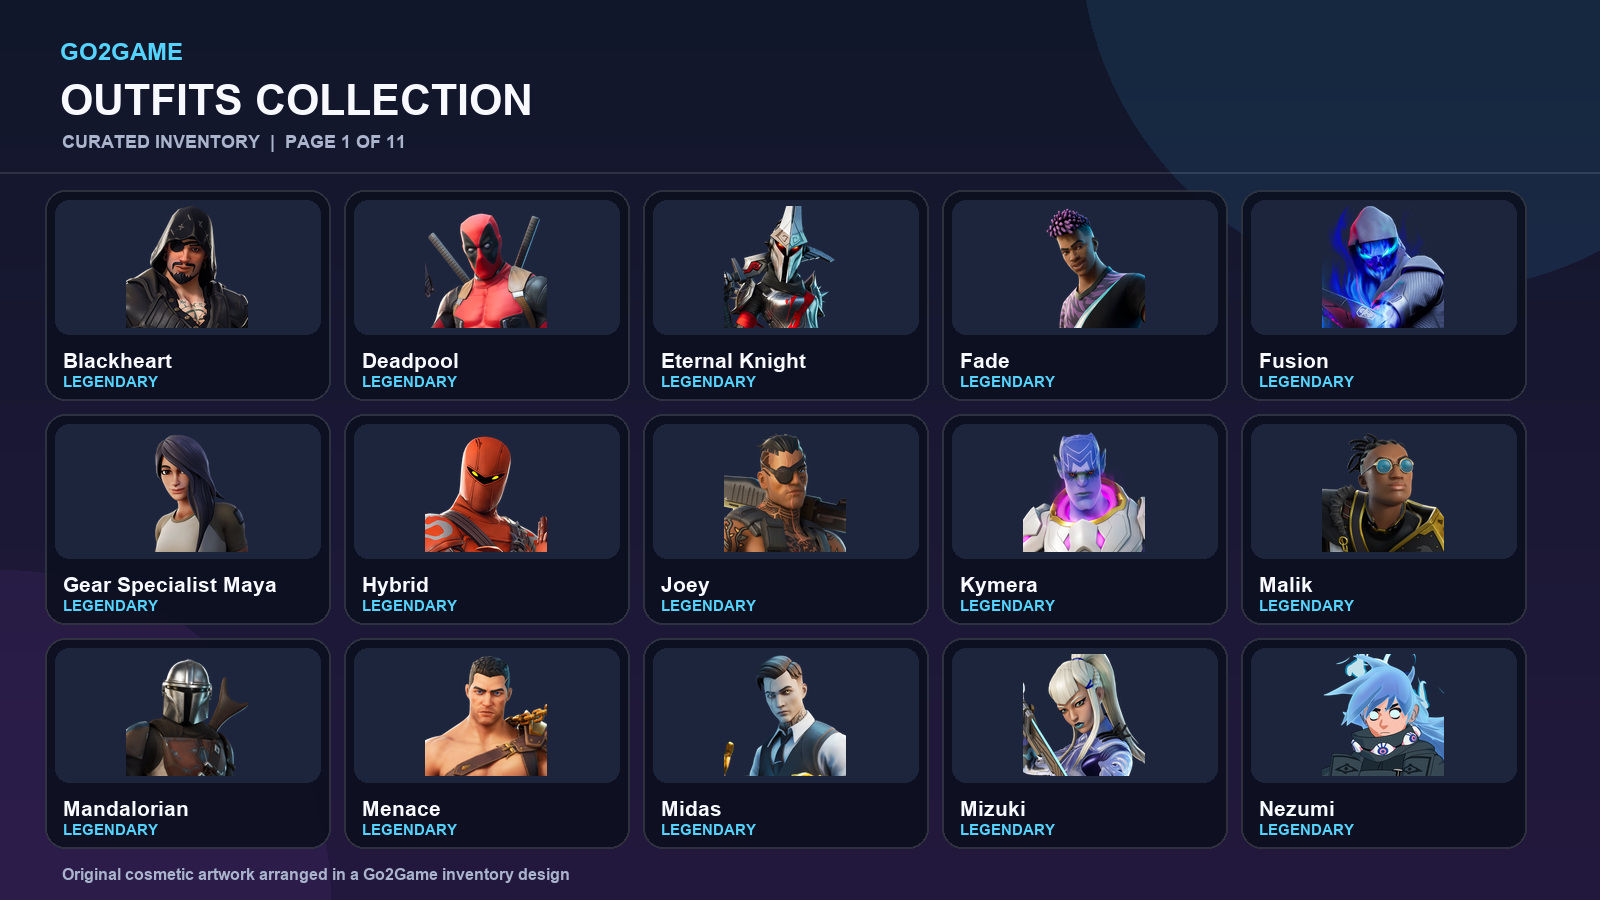 GO2GAME
OUTFITS COLLECTION
CURATED INVENTORY | PAGE 1 OF 11
Blackheart
LEGENDARY
Deadpool
LEGENDARY
Eternal Knight
LEGENDARY
Fade
LEGENDARY
Fusion
LEGENDARY
Gear Specialist Maya
LEGENDARY
Hybrid
LEGENDARY
Joey
LEGENDARY
Kymera
LEGENDARY
Malik
LEGENDARY
Mandalorian
LEGENDARY
Menace
LEGENDARY
Midas
LEGENDARY
Mizuki
LEGENDARY
Nezumi
LEGENDARY
Original cosmetic artwork arranged in a Go2Game inventory design